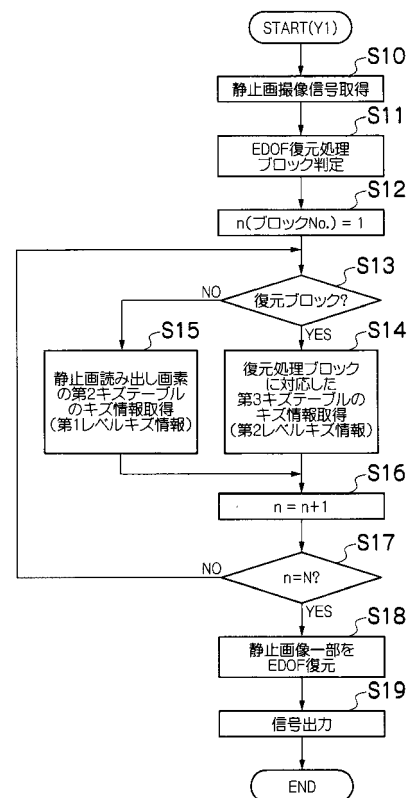 START(Y1)
S10
静止画撮像信号取得
S11
EDOF復元処理
ブロック判定
S12
n(ブロックNo.) = 1
S13
復元ブロック?
NO
YES
S15
静止画読み出し画素
の第2キズテーブル
のキズ情報取得
(第1レベルキズ情報)
S14
復元処理ブロック
に対応した
第3キズテーブルの
キズ情報取得
(第2レベルキズ情報)
S16
n = n+1
S17
n=N?
NO
YES
S18
静止画像一部を
EDOF復元
S19
信号出力
END